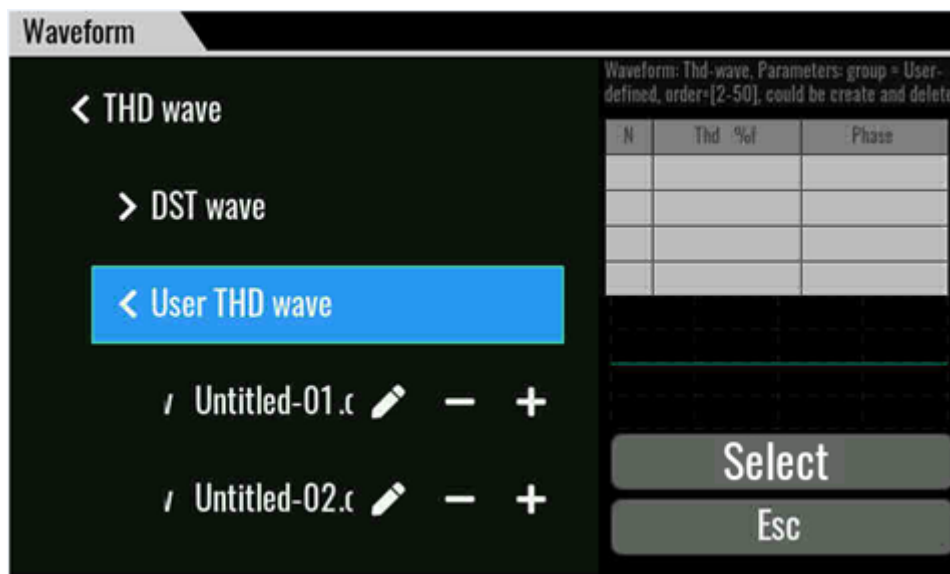 Waveform
< THD wave
> DST wave
< User THD wave
Untitled-01.c
Untitled-02.c
Waveform: Thd-wave, Parameters: group = User-
defined, order=[2-50], could be create and delete
N Thd %f Phase
Select
Esc